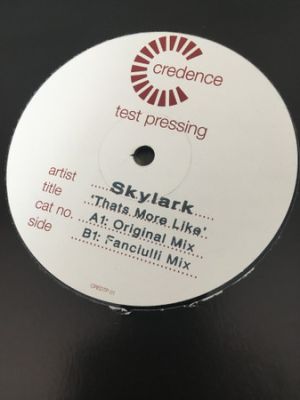 credence
test pressing
artist Skylark
title 'Thats More Like'
cat no. A1: Original Mix
side B1: Fanciulli Mix